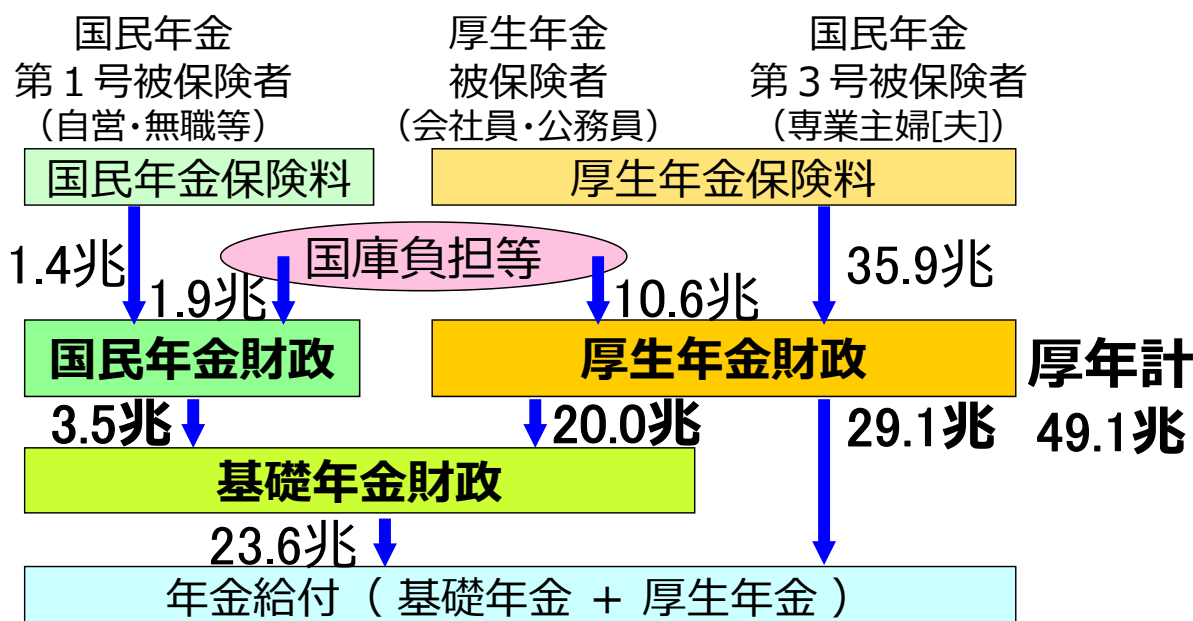 国民年金
第１号被保険者
（自営･無職等）
厚生年金
被保険者
（会社員･公務員）
国民年金
第３号被保険者
（専業主婦[夫]）
国民年金保険料
厚生年金保険料
国庫負担等
1.4兆
1.9兆
10.6兆
35.9兆
国民年金財政
厚生年金財政
厚年計
49.1兆
3.5兆
20.0兆
29.1兆
基礎年金財政
23.6兆
年金給付（ 基礎年金 ＋ 厚生年金 ）